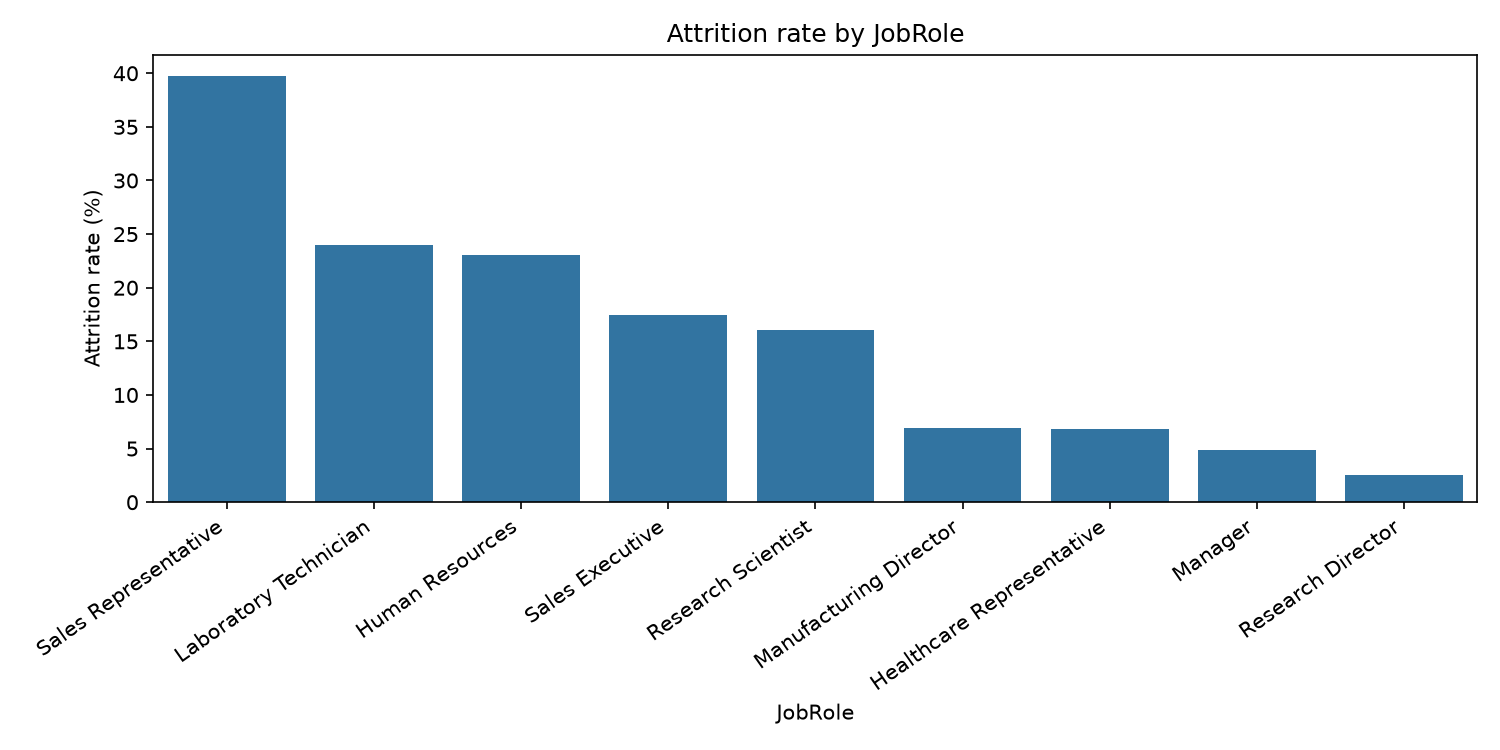 Attrition rate by JobRole
Attrition rate (%)
40
35
30
25
20
15
10
5
0
Sales Representative
Laboratory Technician
Human Resources
Sales Executive
Research Scientist
Manufacturing Director
Healthcare Representative
Manager
Research Director
JobRole